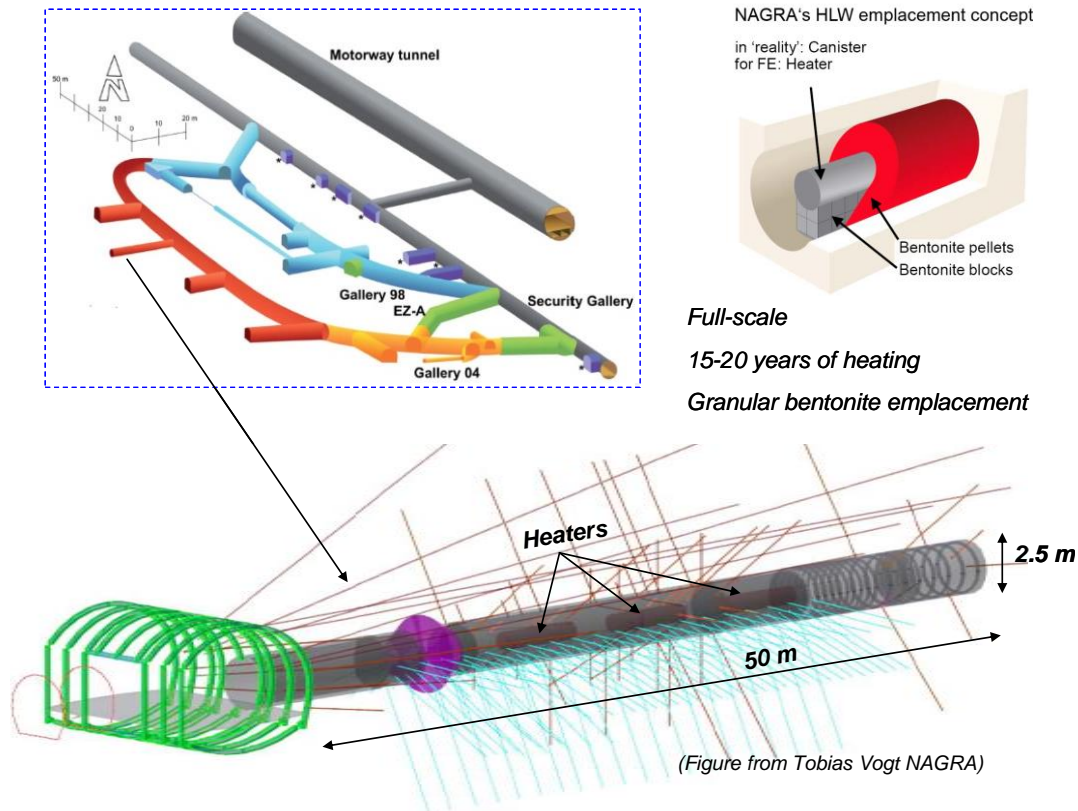 NAGRA's HLW emplacement concept
in 'reality': Canister
for FE: Heater
Bentonite pellets
Bentonite blocks
Motorway tunnel
50 m
20
10
0
10
20 m
N
*
*
*
*
*
*
*
Gallery 98
EZ-A
Security Gallery
Gallery 04
Full-scale
15-20 years of heating
Granular bentonite emplacement
Heaters
2.5 m
50 m
(Figure from Tobias Vogt NAGRA)